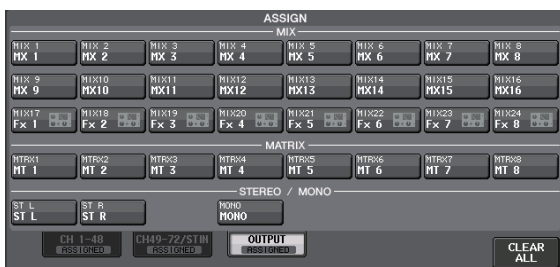 ASSIGN
MIX
MIX 1 MIX 2 MIX 3 MIX 4 MIX 5 MIX 6 MIX 7 MIX 8
MX 1 MX 2 MX 3 MX 4 MX 5 MX 6 MX 7 MX 8
MIX 9 MIX10 MIX11 MIX12 MIX13 MIX14 MIX15 MIX16
MX 9 MX10 MX11 MX12 MX13 MX14 MX15 MX16
MIX17 MIX18 MIX19 MIX20 MIX21 MIX22 MIX23 MIX24
Fx 1 Fx 2 Fx 3 Fx 4 Fx 5 Fx 6 Fx 7 Fx 8
MATRIX
MTRX1 MTRX2 MTRX3 MTRX4 MTRX5 MTRX6 MTRX7 MTRX8
MT 1 MT 2 MT 3 MT 4 MT 5 MT 6 MT 7 MT 8
STEREO / MONO
ST L ST R MONO
ST L ST R MONO
CH 1-48 CH49-72/STIN OUTPUT
ASSIGNED ASSIGNED ASSIGNED
CLEAR
ALL